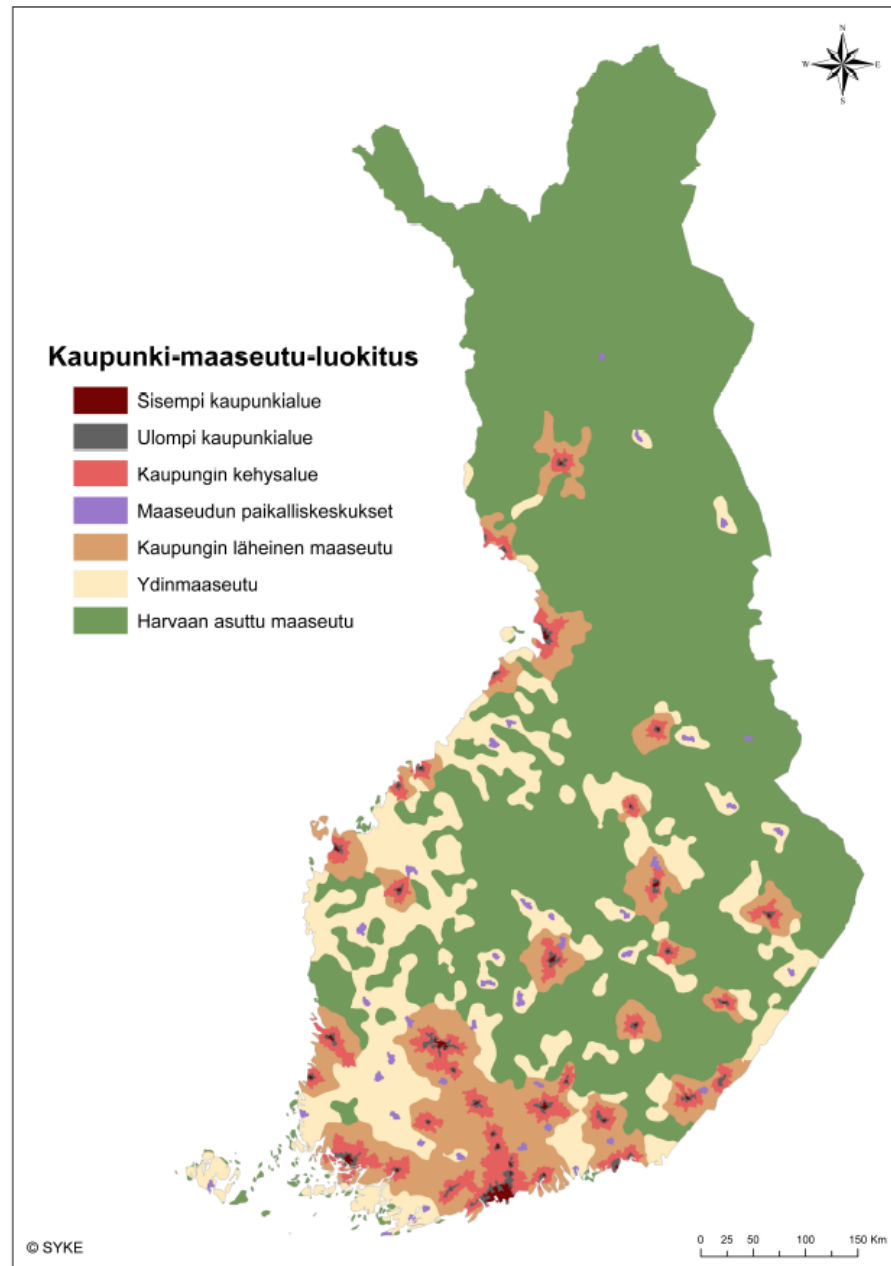 N
W E
S
Kaupunki-maaseutu-luokitus
Sisempi kaupunkialue
Ulompi kaupunkialue
Kaupungin kehysalue
Maaseudun paikalliskeskukset
Kaupungin läheinen maaseutu
Ydinmaaseutu
Harvaan asuttu maaseutu
© SYKE
0 25 50 100 150 Km